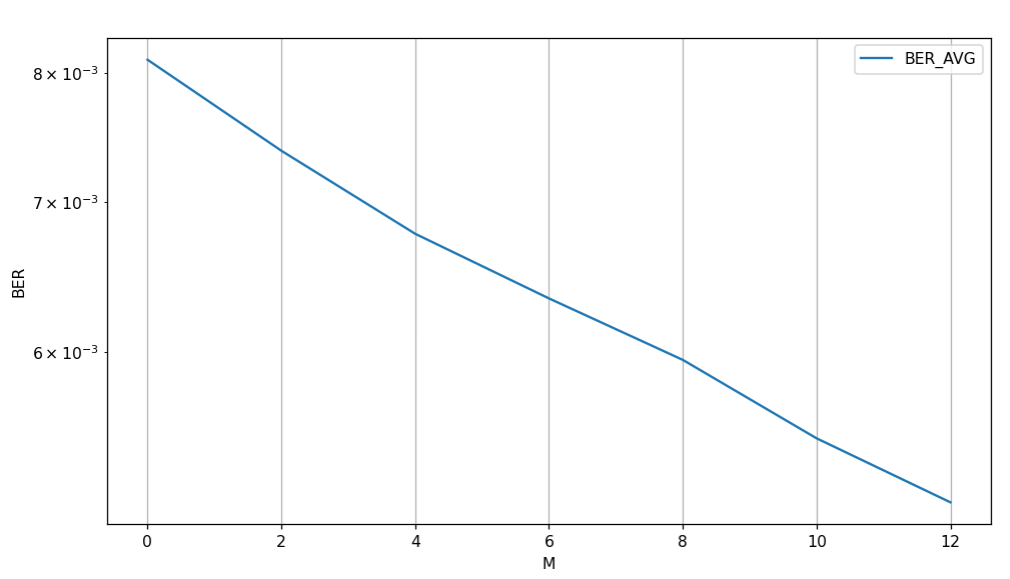 BER_AVG
8 × 10⁻³
7 × 10⁻³
6 × 10⁻³
BER
0 2 4 6 8 10 12
M